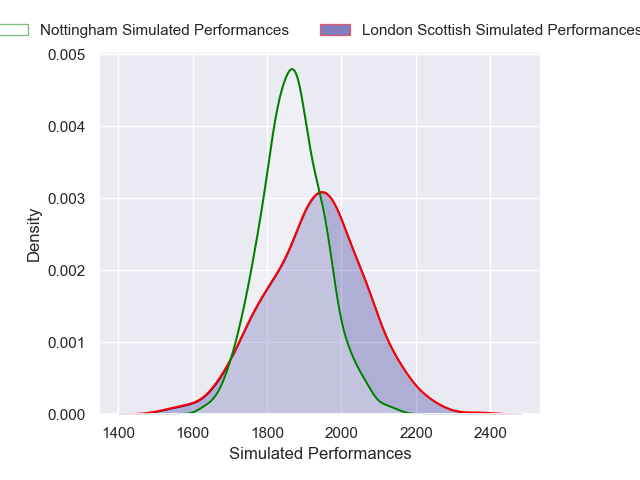 Nottingham Simulated Performances London Scottish Simulated Performances
0.005
0.004
0.003
0.002
0.001
0.000
Density
1400 1600 1800 2000 2200 2400
Simulated Performances